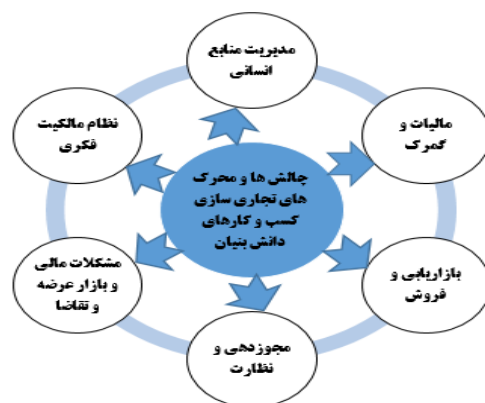 مدیریت منابع
انسانی
مالیات و
گمرک
بازاریابی و
فروش
مجوزدهی و
نظارت
مشکلات مالی
و بازار عرضه
و تقاضا
نظام مالکیت
فکری
چالش ها و محرک
های تجاری سازی
کسب و کارهای
دانش بنیان